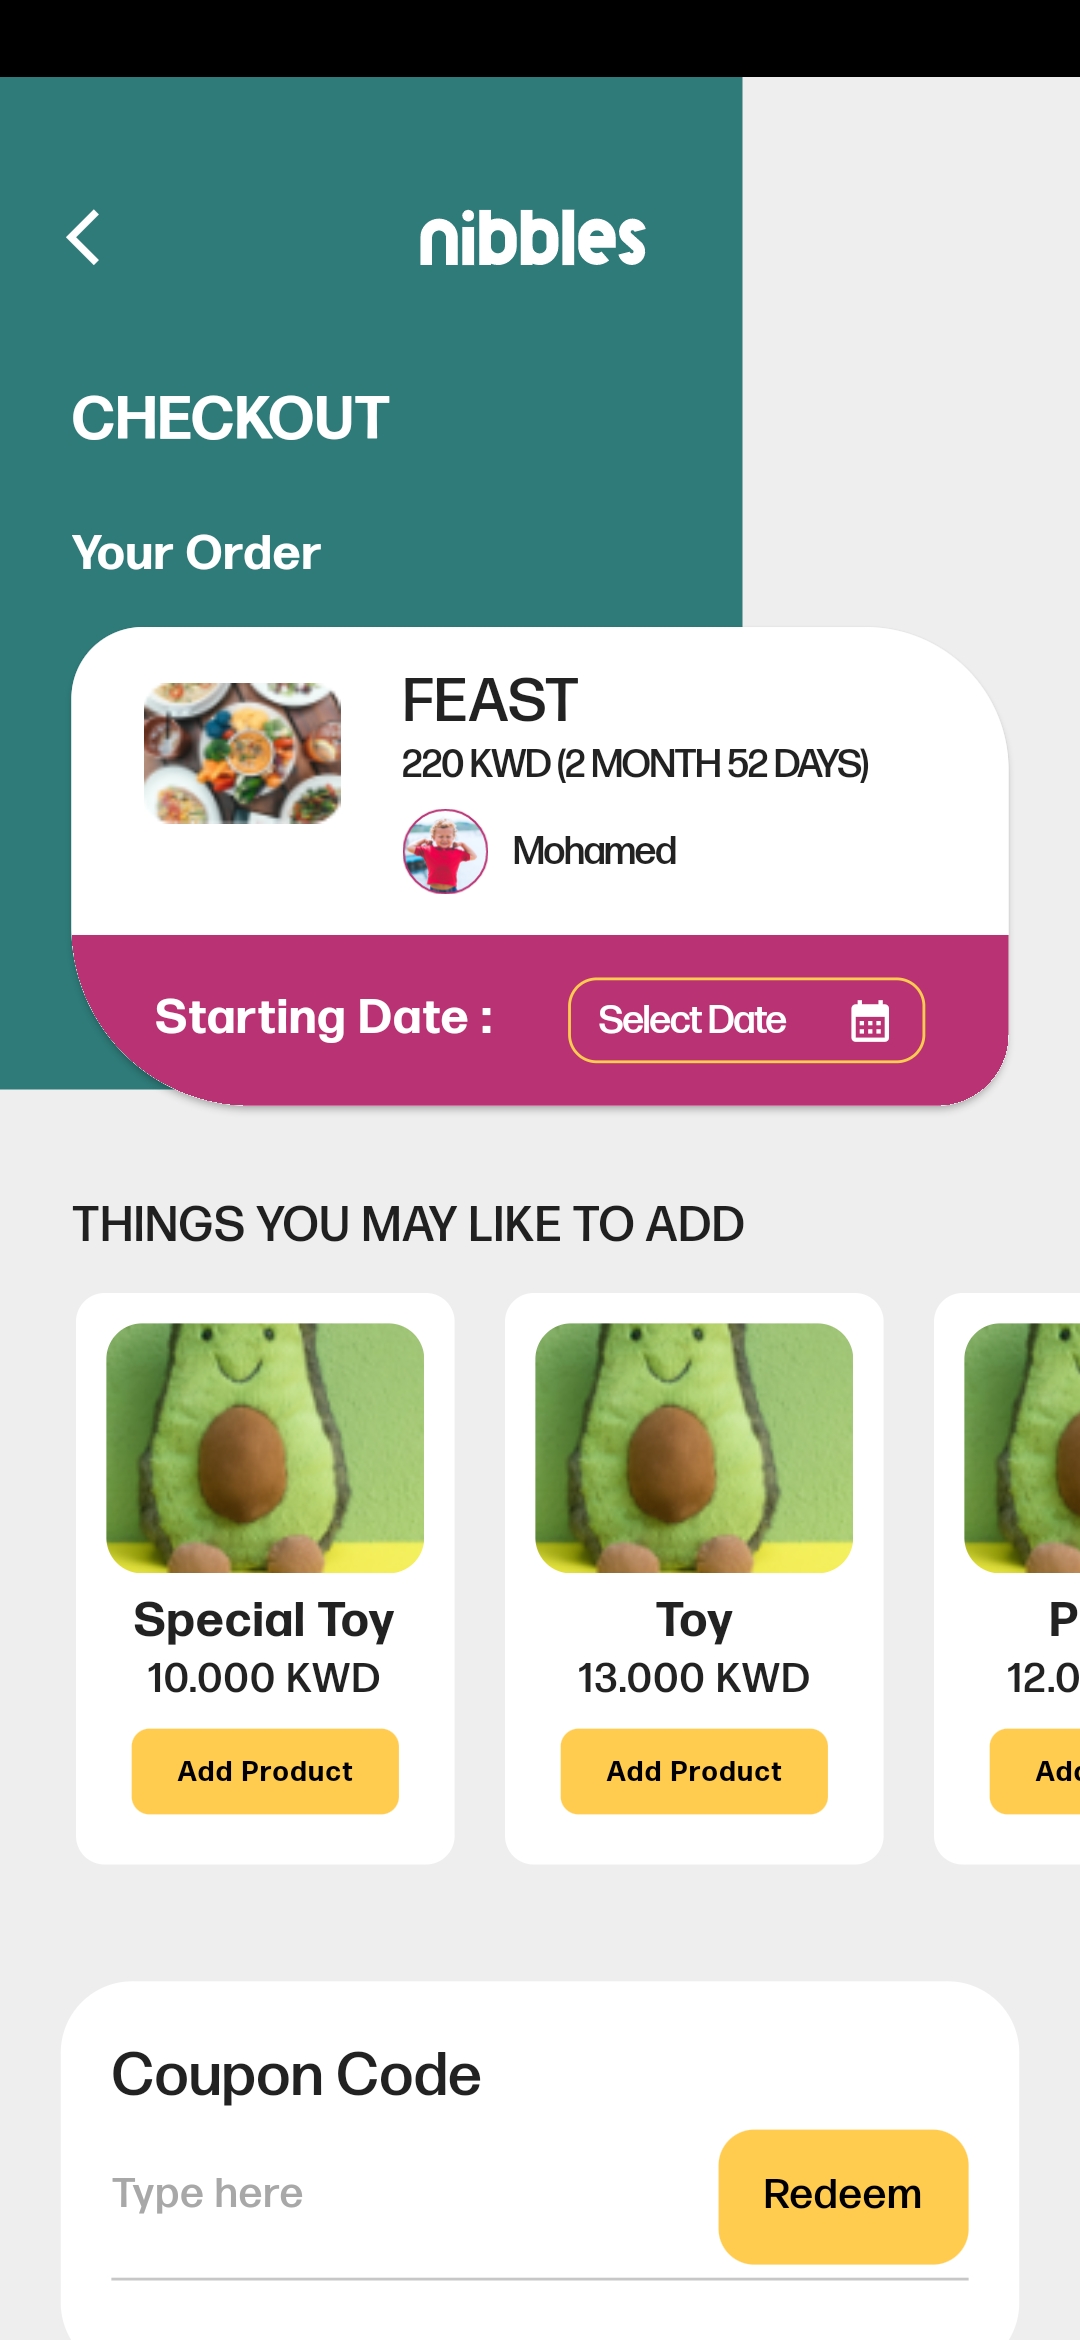 nibbles
CHECKOUT
Your Order
FEAST
220 KWD (2 MONTH 52 DAYS)
Mohamed
Starting Date :
Select Date
THINGS YOU MAY LIKE TO ADD
Special Toy
10.000 KWD
Add Product
Toy
13.000 KWD
Add Product
P
12.0
Add
Coupon Code
Type here
Redeem